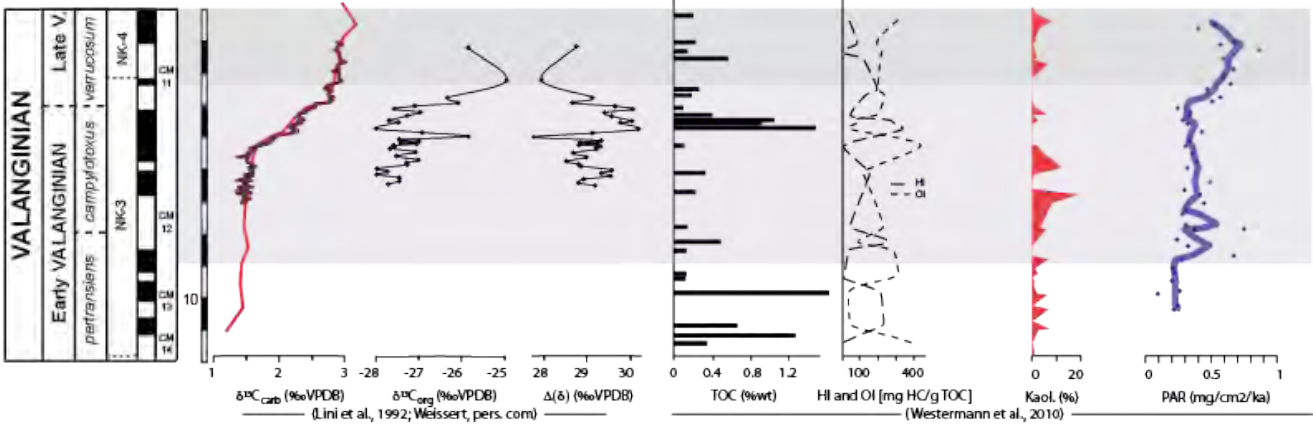 VALANGINIAN
Early VALANGINIAN
Late V.
pertransiens
campylotoxus
verrucosum
NK-3
NK-4
CM
11
CM
12
CM
13
CM
14
10
HI
OI
1 2 3
-28 -27 -26 -25
28 29 30
0 0.4 0.8 1.2
100 400
0 20
0 0.5 1
δ¹³Ccarb (‰VPDB)
δ¹³Corg (‰VPDB)
Δ(δ) (‰VPDB)
TOC (%wt)
HI and OI [mg HC/g TOC]
Kaol. (%)
PAR (mg/cm2/ka)
(Lini et al., 1992; Weissert, pers. com)
(Westermann et al., 2010)